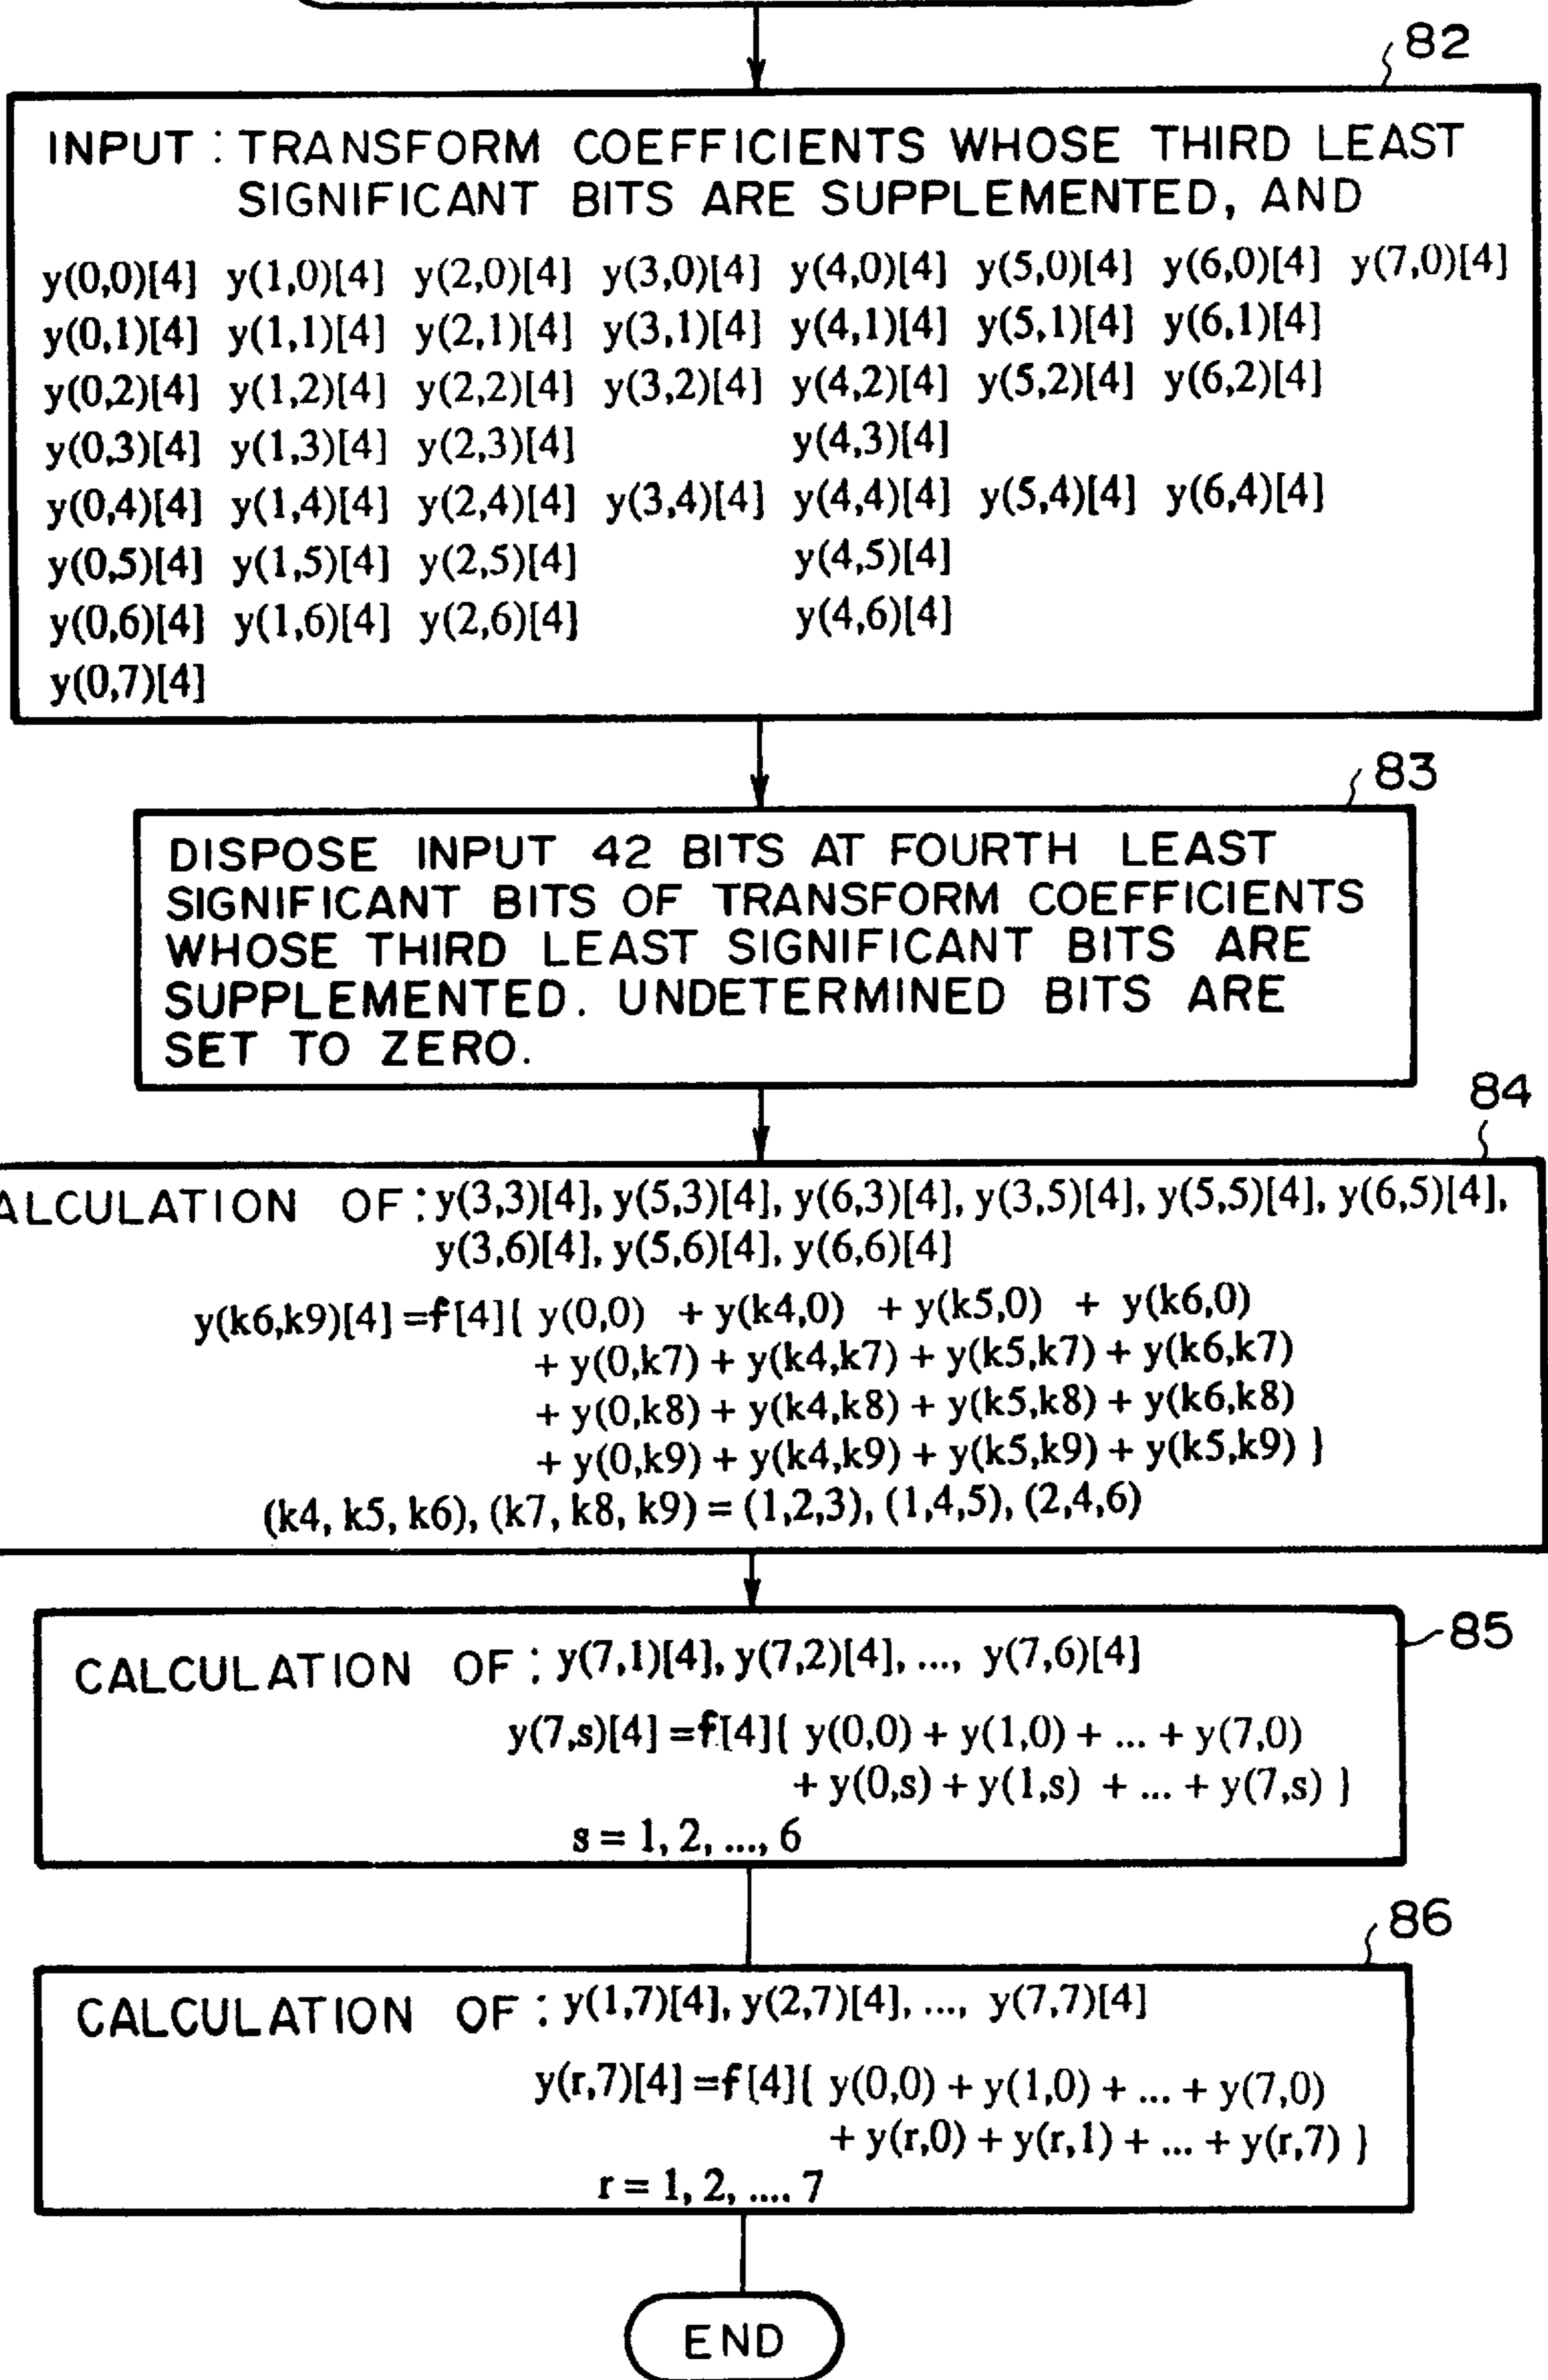 82
INPUT : TRANSFORM COEFFICIENTS WHOSE THIRD LEAST
SIGNIFICANT BITS ARE SUPPLEMENTED, AND
y(0,0)[4] y(1,0)[4] y(2,0)[4] y(3,0)[4] y(4,0)[4] y(5,0)[4] y(6,0)[4] y(7,0)[4]
y(0,1)[4] y(1,1)[4] y(2,1)[4] y(3,1)[4] y(4,1)[4] y(5,1)[4] y(6,1)[4]
y(0,2)[4] y(1,2)[4] y(2,2)[4] y(3,2)[4] y(4,2)[4] y(5,2)[4] y(6,2)[4]
y(0,3)[4] y(1,3)[4] y(2,3)[4] y(4,3)[4]
y(0,4)[4] y(1,4)[4] y(2,4)[4] y(3,4)[4] y(4,4)[4] y(5,4)[4] y(6,4)[4]
y(0,5)[4] y(1,5)[4] y(2,5)[4] y(4,5)[4]
y(0,6)[4] y(1,6)[4] y(2,6)[4] y(4,6)[4]
y(0,7)[4]
83
DISPOSE INPUT 42 BITS AT FOURTH LEAST
SIGNIFICANT BITS OF TRANSFORM COEFFICIENTS
WHOSE THIRD LEAST SIGNIFICANT BITS ARE
SUPPLEMENTED. UNDETERMINED BITS ARE
SET TO ZERO.
84
ALCULATION OF : y(3,3)[4], y(5,3)[4], y(6,3)[4], y(3,5)[4], y(5,5)[4], y(6,5)[4],
y(3,6)[4], y(5,6)[4], y(6,6)[4]
y(k6,k9)[4] =f[4]{ y(0,0) + y(k4,0) + y(k5,0) + y(k6,0)
+ y(0,k7) + y(k4,k7) + y(k5,k7) + y(k6,k7)
+ y(0,k8) + y(k4,k8) + y(k5,k8) + y(k6,k8)
+ y(0,k9) + y(k4,k9) + y(k5,k9) + y(k5,k9) }
(k4, k5, k6), (k7, k8, k9) = (1,2,3), (1,4,5), (2,4,6)
85
CALCULATION OF : y(7,1)[4], y(7,2)[4], ..., y(7,6)[4]
y(7,s)[4] =f[4]{ y(0,0) + y(1,0) + ... + y(7,0)
+ y(0,s) + y(1,s) + ... + y(7,s) }
s = 1, 2, ..., 6
86
CALCULATION OF : y(1,7)[4], y(2,7)[4], ..., y(7,7)[4]
y(r,7)[4] =f[4]{ y(0,0) + y(1,0) + ... + y(7,0)
+ y(r,0) + y(r,1) + ... + y(r,7) }
r = 1, 2, .... 7
END